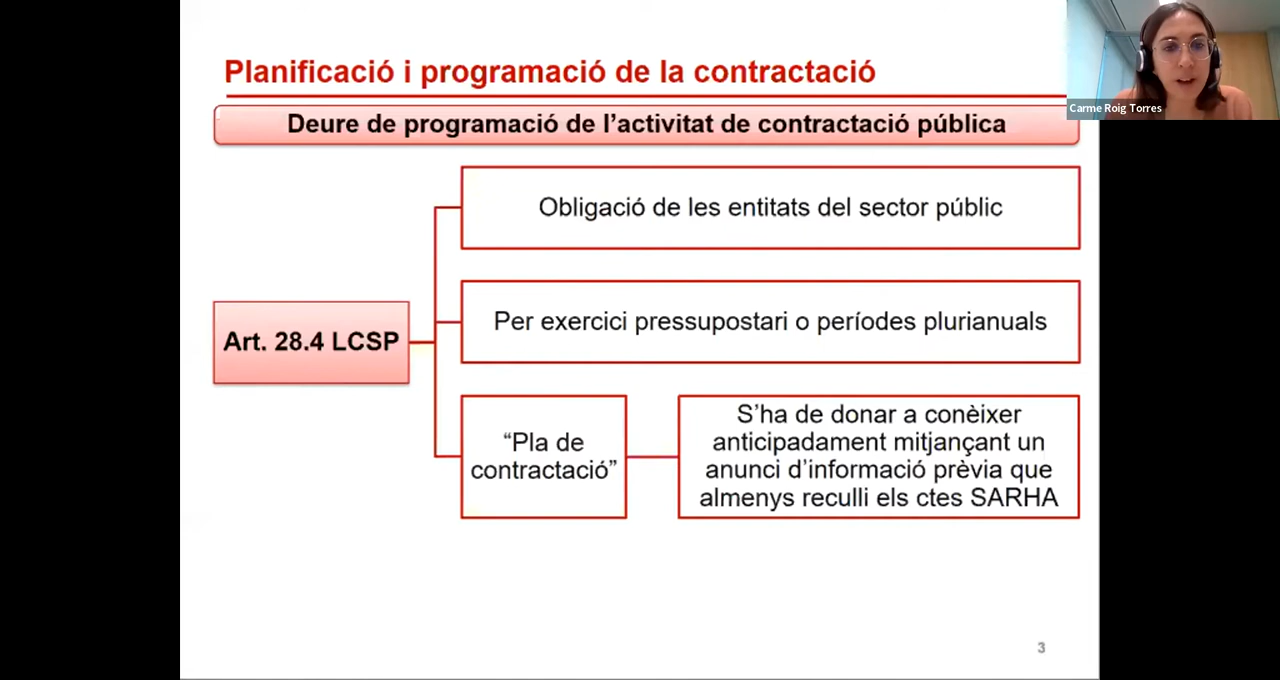 Planificació i programació de la contractació
Carme Roig Torres
Deure de programació de l’activitat de contractació pública
Obligació de les entitats del sector públic
Per exercici pressupostari o períodes plurianuals
Art. 28.4 LCSP
“Pla de
contractació”
S’ha de donar a conèixer
anticipadament mitjançant un
anunci d’informació prèvia que
almenys reculli els ctes SARHA
3